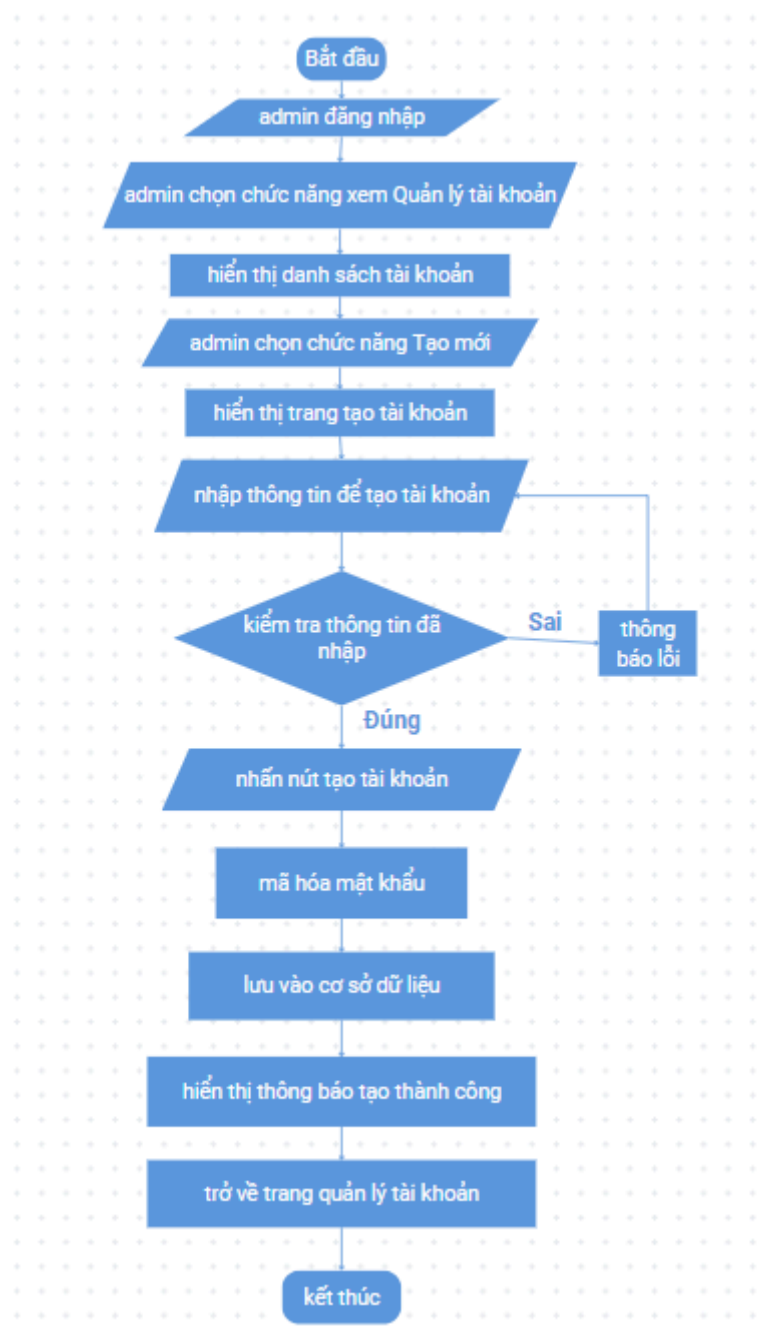 Bắt đầu
admin đăng nhập
admin chọn chức năng xem Quản lý tài khoản
hiển thị danh sách tài khoản
admin chọn chức năng Tạo mới
hiển thị trang tạo tài khoản
nhập thông tin để tạo tài khoản
kiểm tra thông tin đã
nhập
Sai
thông
báo lỗi
Đúng
nhấn nút tạo tài khoản
mã hóa mật khẩu
lưu vào cơ sở dữ liệu
hiển thị thông báo tạo thành công
trở về trang quản lý tài khoản
kết thúc